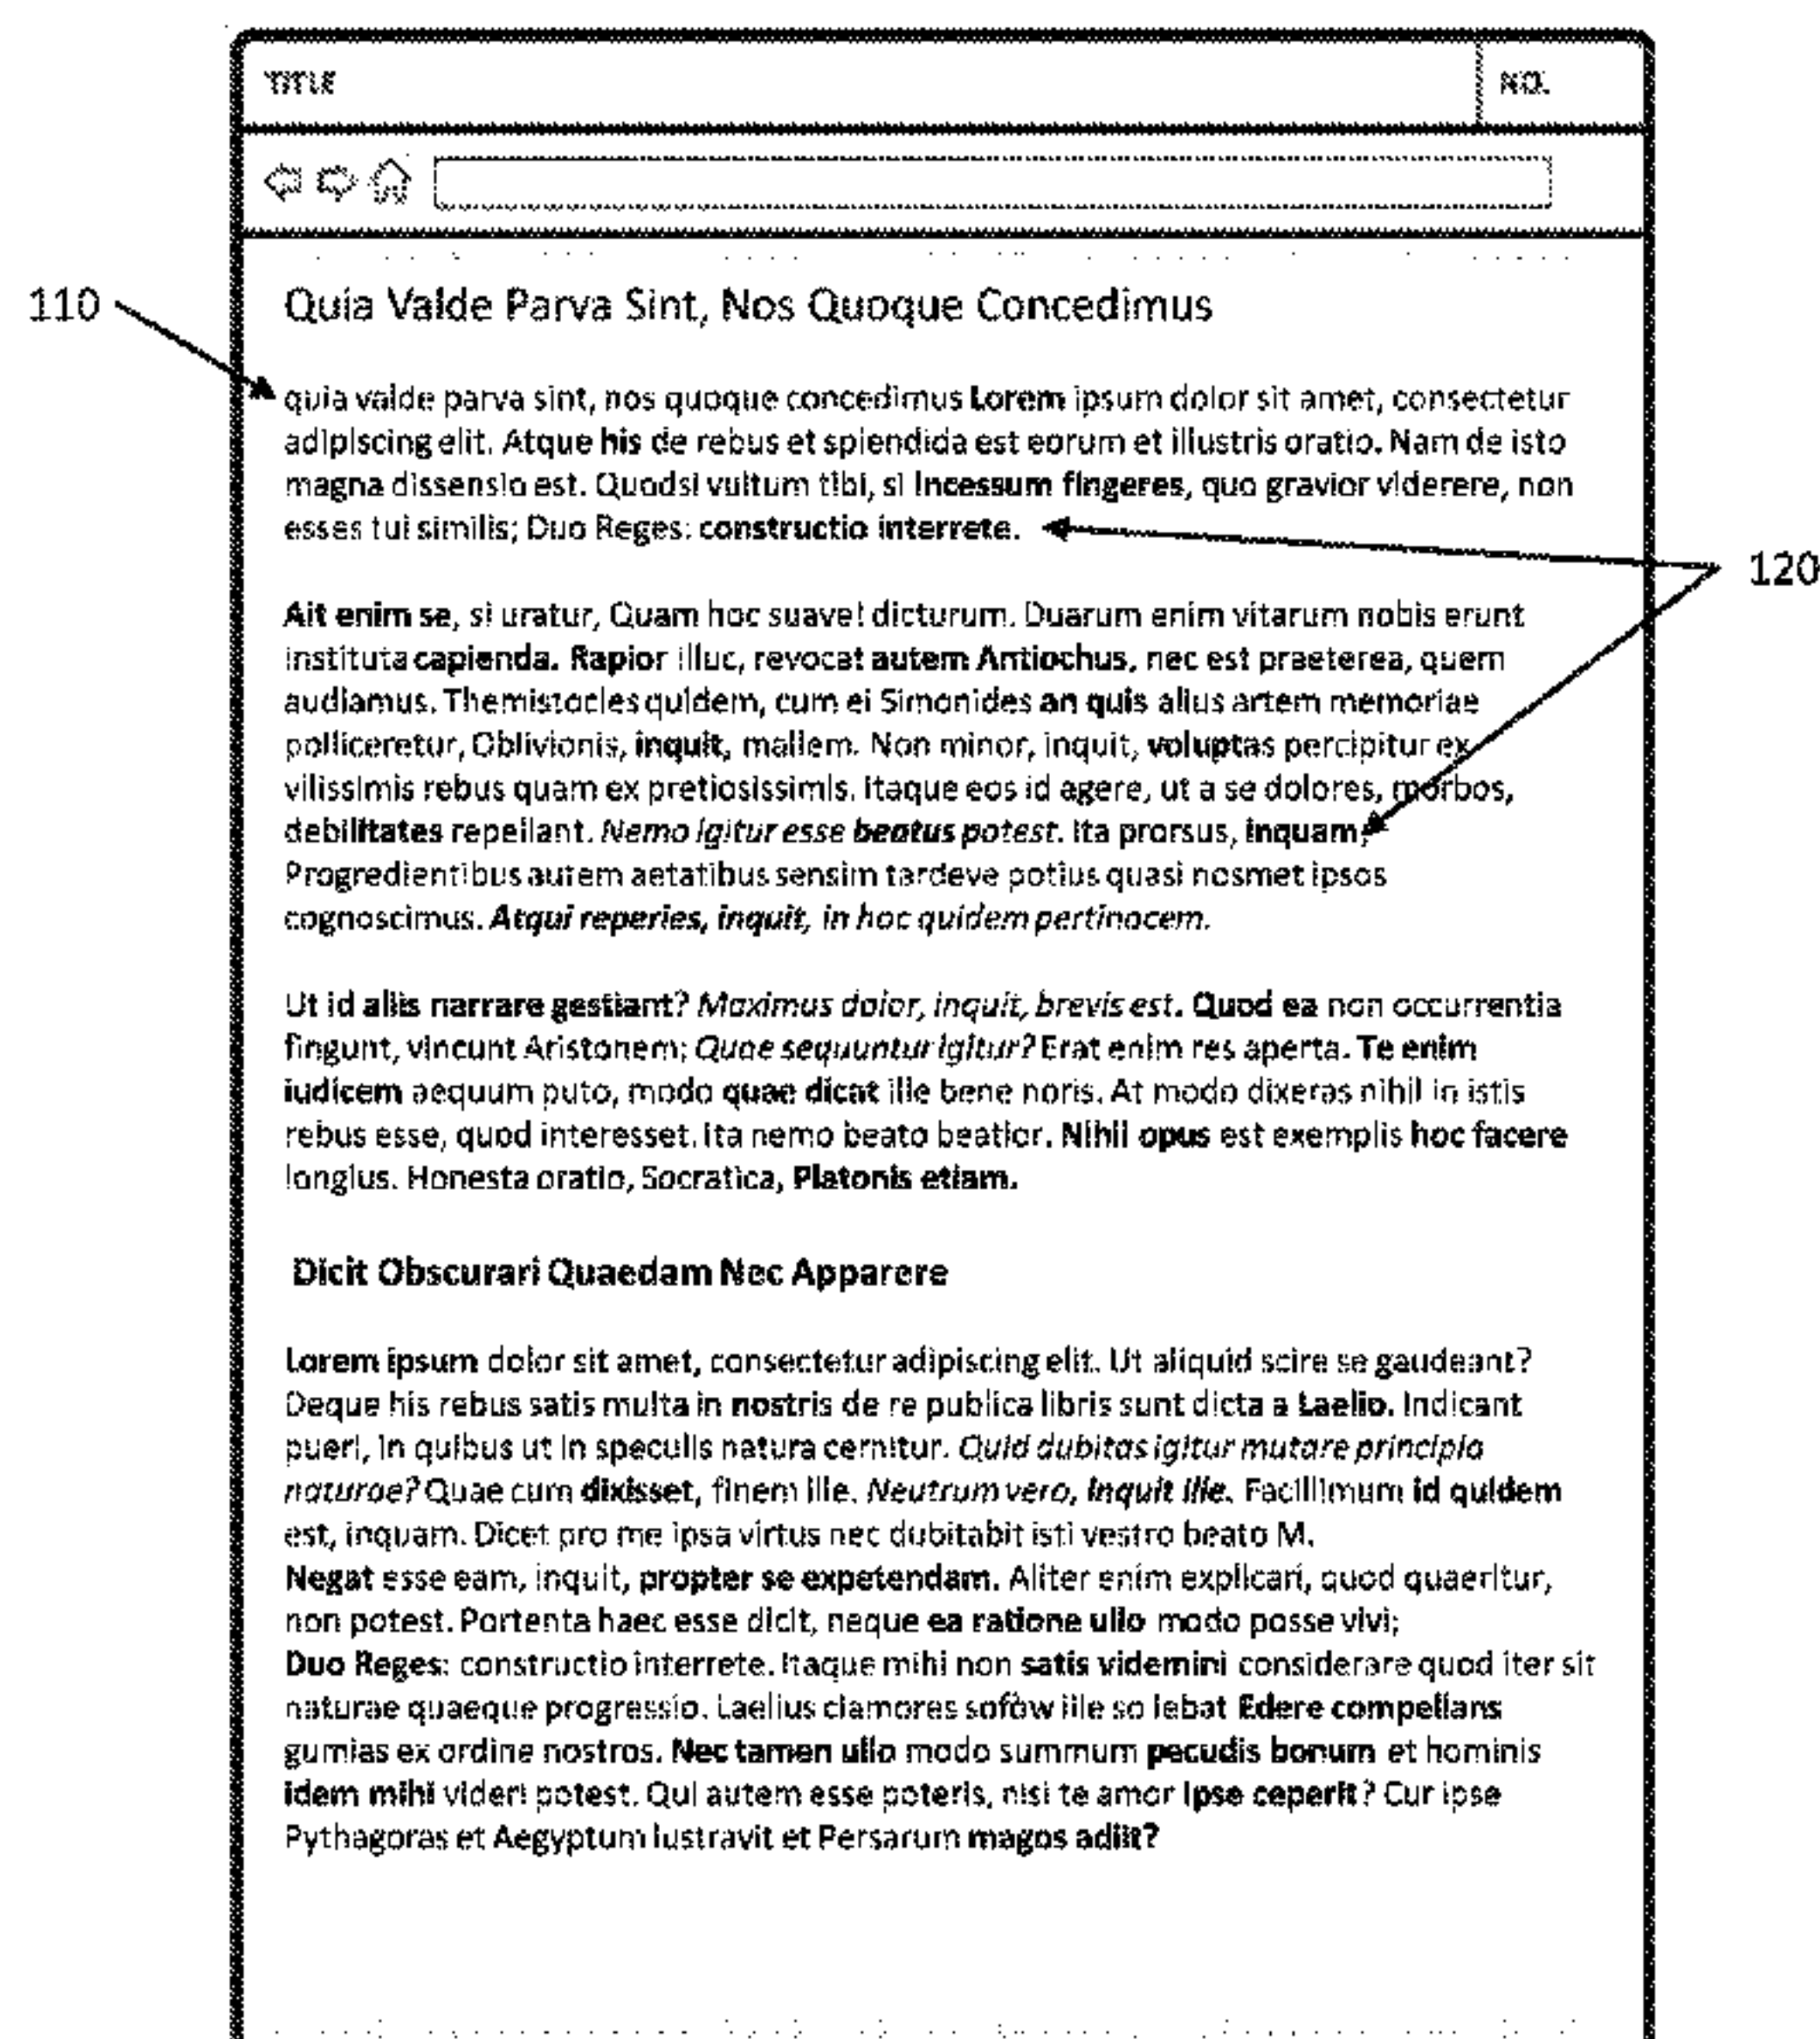 TITLE NO.
110
Quia Valde Parva Sint, Nos Quoque Concedimus
quia valde parva sint, nos quoque concedimus Lorem ipsum dolor sit amet, consectetur
adipiscing elit. Atque his de rebus et splendida est eorum et illustris oratio. Nam de isto
magna dissensio est. Quodsi vultum tibi, si incessum fingeres, quo gravior viderere, non
esses tui similis; Duo Reges: constructio interrete.
120
Ait enim se, si uratur, Quam hoc suave! dicturum. Duarum enim vitarum nobis erunt
instituta capienda. Rapior illuc, revocat autem Antiochus, nec est praeterea, quem
audiamus. Themistocles quidem, cum ei Simonides an quis alius artem memoriae
polliceretur, Oblivionis, inquit, mallem. Non minor, inquit, voluptas percipitur ex
vilissimis rebus quam ex pretiosissimis. Itaque eos id agere, ut a se dolores, morbos,
debilitates repellant. Nemo igitur esse beatus potest. Ita prorsus, inquam;
Progredientibus autem aetatibus sensim tardeve potius quasi nosmet ipsos
cognoscimus. Atqui reperies, inquit, in hoc quidem pertinacem.
Ut id aliis narrare gestiant? Maximus dolor, inquit, brevis est. Quod ea non occurrentia
fingunt, vincunt Aristonem; Quae sequuntur igitur? Erat enim res aperta. Te enim
iudicem aequum puto, modo quae dicat ille bene noris. At modo dixeras nihil in istis
rebus esse, quod interesset. Ita nemo beato beatior. Nihil opus est exemplis hoc facere
longius. Honesta oratio, Socratica, Platonis etiam.
Dicit Obscurari Quaedam Nec Apparere
Lorem ipsum dolor sit amet, consectetur adipiscing elit. Ut aliquid scire se gaudeant?
Deque his rebus satis multa in nostris de re publica libris sunt dicta a Laelio. Indicant
pueri, in quibus ut in speculis natura cernitur. Quid dubitas igitur mutare principia
naturae? Quae cum dixisset, finem ille. Neutrum vero, inquit ille. Facillimum id quidem
est, inquam. Dicet pro me ipsa virtus nec dubitabit isti vestro beato M.
Negat esse eam, inquit, propter se expetendam. Aliter enim explicari, quod quaeritur,
non potest. Portenta haec esse dicit, neque ea ratione ullo modo posse vivi;
Duo Reges: constructio interrete. Itaque mihi non satis videmini considerare quod iter sit
naturae quaeque progressio. Laelius clamores sofòw ille so lebat Edere compellans
gumias ex ordine nostros. Nec tamen ullo modo summum pecudis bonum et hominis
idem mihi videri potest. Qui autem esse poteris, nisi te amor ipse ceperit? Cur ipse
Pythagoras et Aegyptum lustravit et Persarum magos adiit?